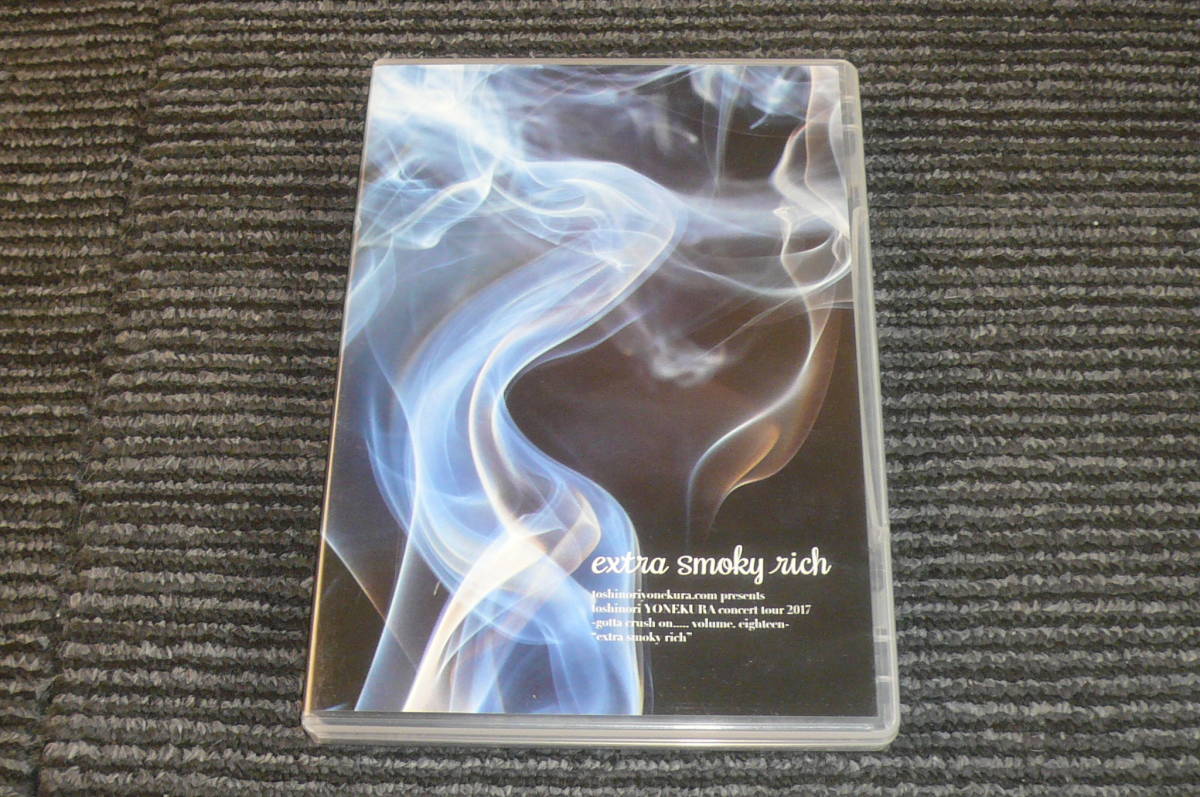 extra smoky rich
toshinoriyonekura.com presents
toshinori YONEKURA concert tour 2017
-gotta crush on..... volume. eighteen-
"extra smoky rich"